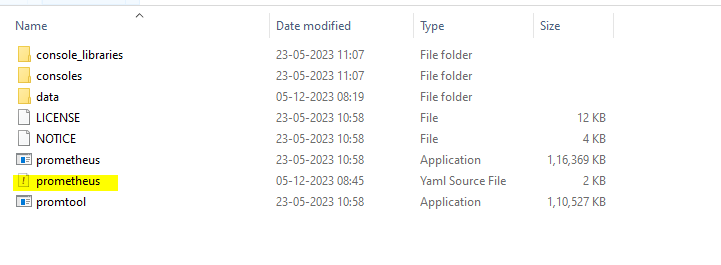 Name Date modified Type Size
console_libraries 23-05-2023 11:07 File folder
consoles 23-05-2023 11:07 File folder
data 05-12-2023 08:19 File folder
LICENSE 23-05-2023 10:58 File 12 KB
NOTICE 23-05-2023 10:58 File 4 KB
prometheus 23-05-2023 10:58 Application 1,16,369 KB
prometheus 05-12-2023 08:45 Yaml Source File 2 KB
promtool 23-05-2023 10:58 Application 1,10,527 KB